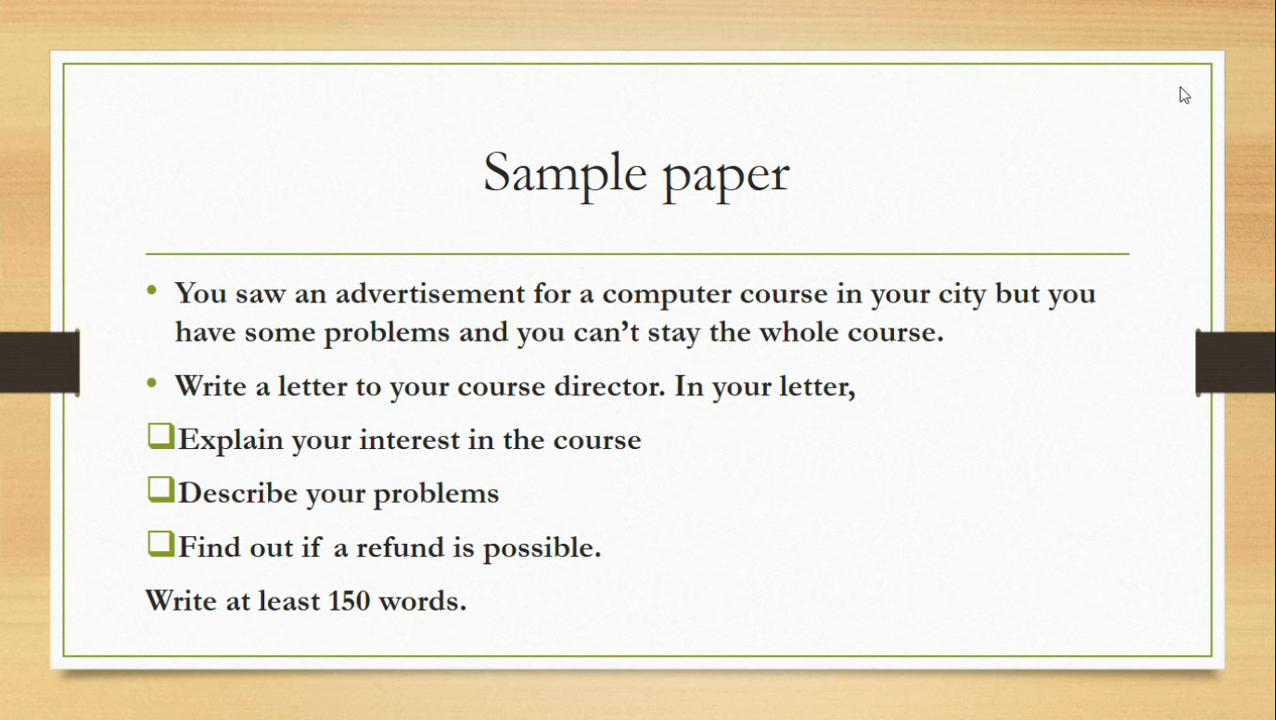 Sample paper
You saw an advertisement for a computer course in your city but you
have some problems and you can’t stay the whole course.
Write a letter to your course director. In your letter,
Explain your interest in the course
Describe your problems
Find out if a refund is possible.
Write at least 150 words.